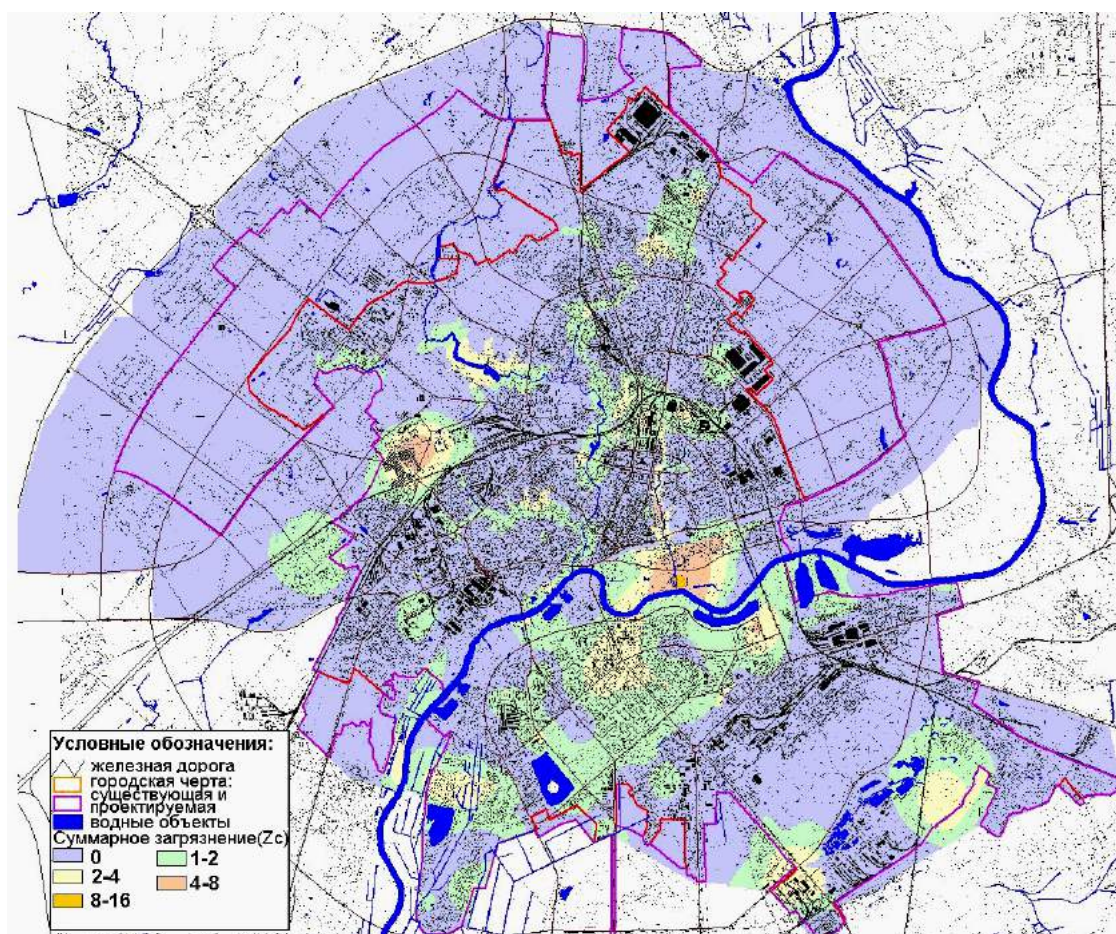 Условные обозначения:
железная дорога
городская черта:
существующая и
проектируемая
водные объекты
Суммарное загрязнение(Zc)
0 1-2
2-4 4-8
8-16